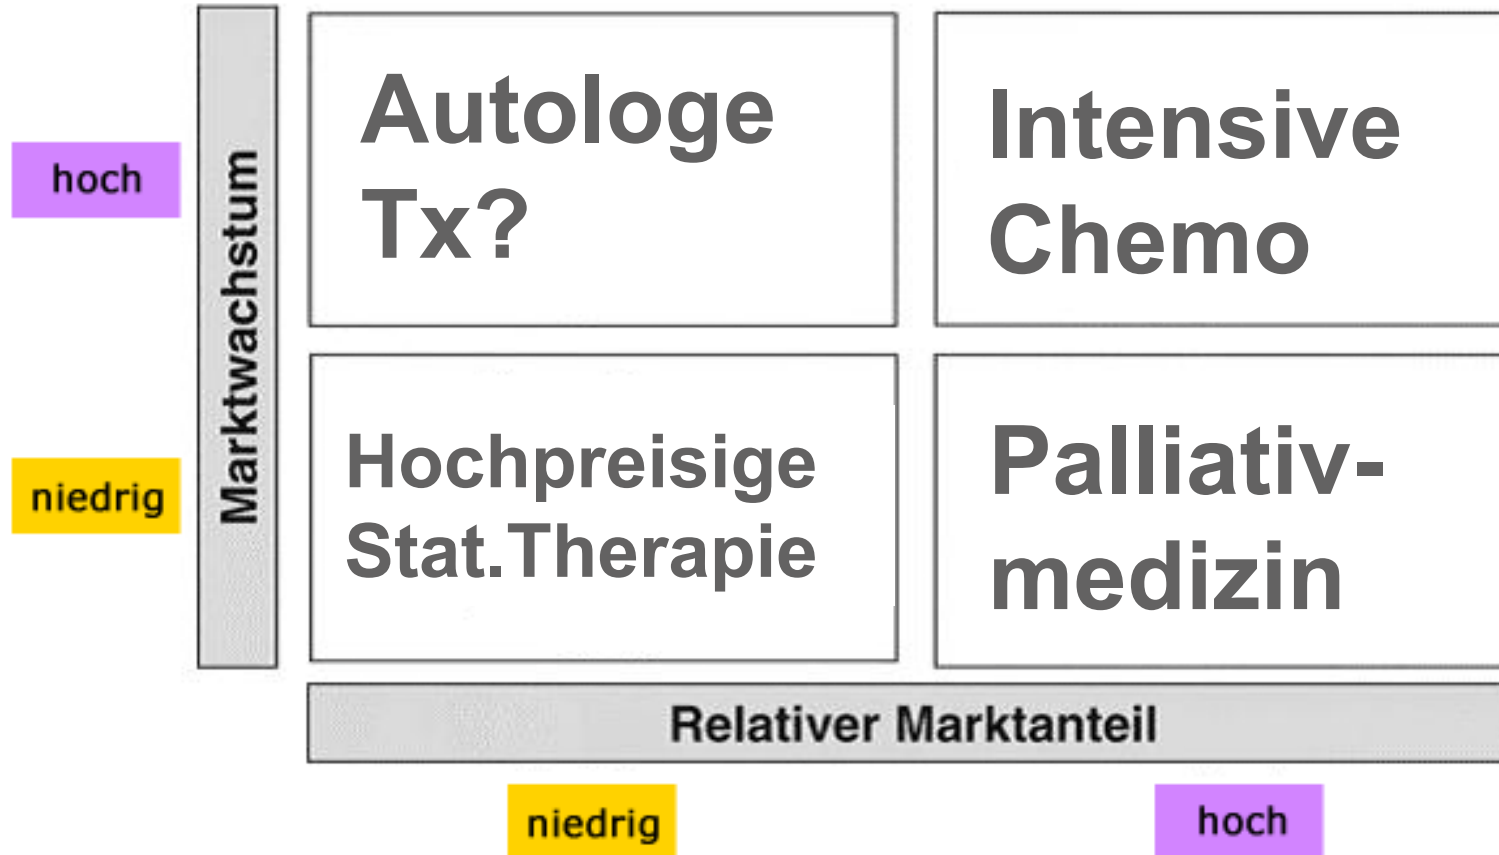 Autologe
Tx?
Intensive
Chemo
hoch
Marktwachstum
niedrig
Hochpreisige
Stat.Therapie
Palliativ-
medizin
Relativer Marktanteil
niedrig
hoch